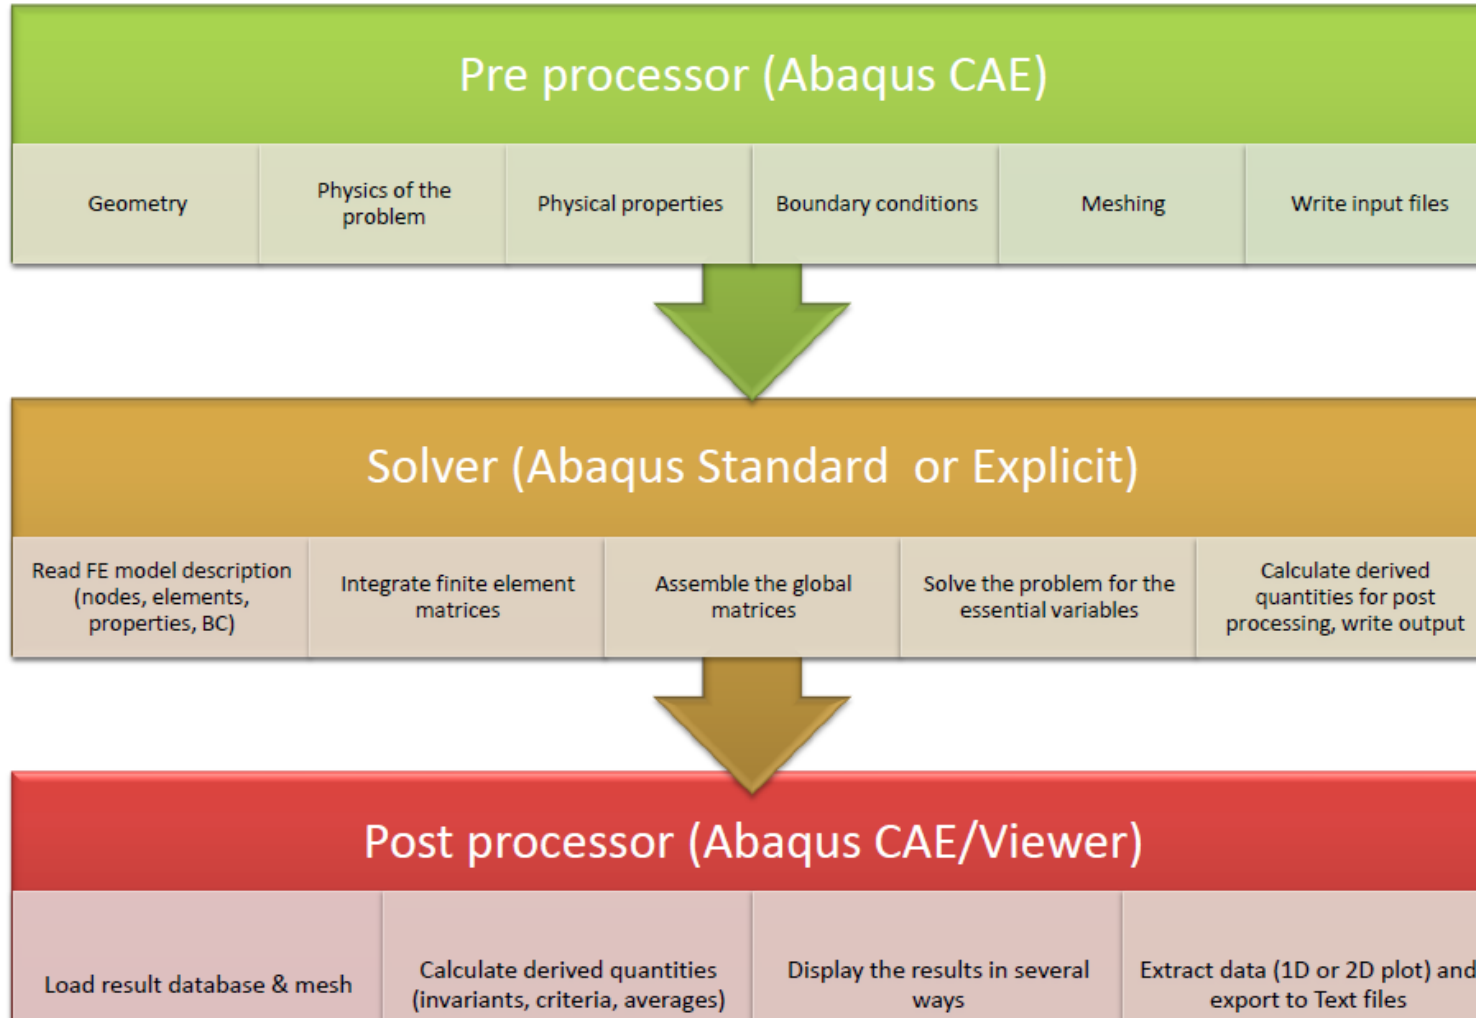 Pre processor (Abaqus CAE)
Geometry
Physics of the
problem
Physical properties
Boundary conditions
Meshing
Write input files
Solver (Abaqus Standard or Explicit)
Read FE model description
(nodes, elements,
properties, BC)
Integrate finite element
matrices
Assemble the global
matrices
Solve the problem for the
essential variables
Calculate derived
quantities for post
processing, write output
Post processor (Abaqus CAE/Viewer)
Load result database & mesh
Calculate derived quantities
(invariants, criteria, averages)
Display the results in several
ways
Extract data (1D or 2D plot) and
export to Text files